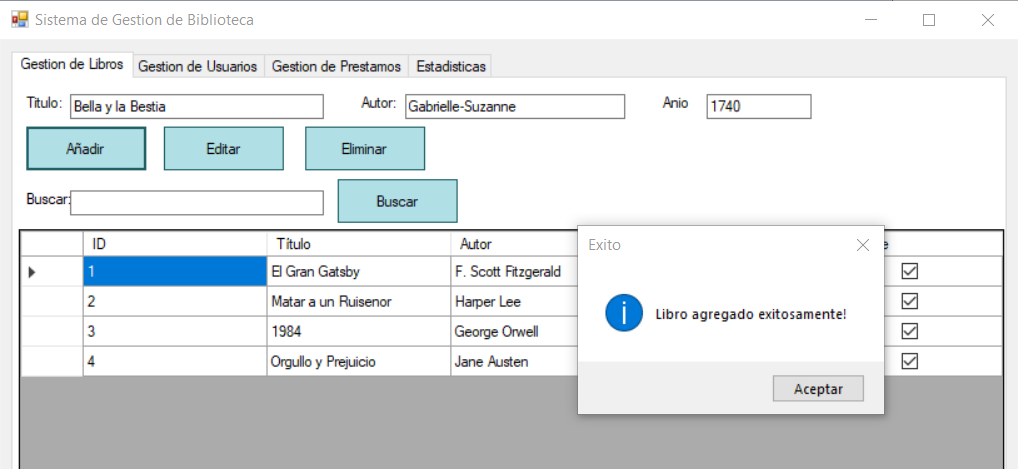 Sistema de Gestion de Biblioteca
Gestion de Libros Gestion de Usuarios Gestion de Prestamos Estadisticas
Titulo: Bella y la Bestia Autor: Gabrielle-Suzanne Anio 1740
Añadir Editar Eliminar
Buscar: Buscar
ID Título Autor
1 El Gran Gatsby F. Scott Fitzgerald
2 Matar a un Ruisenor Harper Lee
3 1984 George Orwell
4 Orgullo y Prejuicio Jane Austen
Exito
Libro agregado exitosamente!
Aceptar